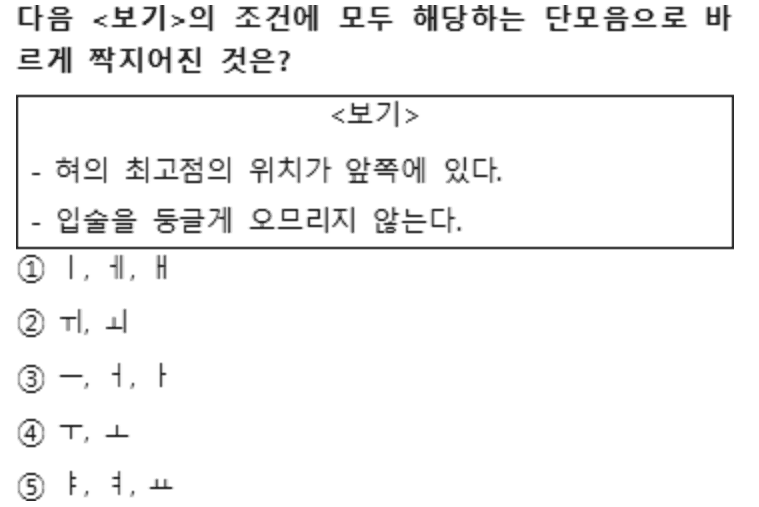 다음 <보기>의 조건에 모두 해당하는 단모음으로 바
르게 짝지어진 것은?
<보기>
- 혀의 최고점의 위치가 앞쪽에 있다.
- 입술을 둥글게 오므리지 않는다.
① ㅣ, ㅔ, ㅐ
② ㅟ, ㅚ
③ ㅡ, ㅓ, ㅏ
④ ㅜ, ㅗ
⑤ ㅑ, ㅕ, ㅛ